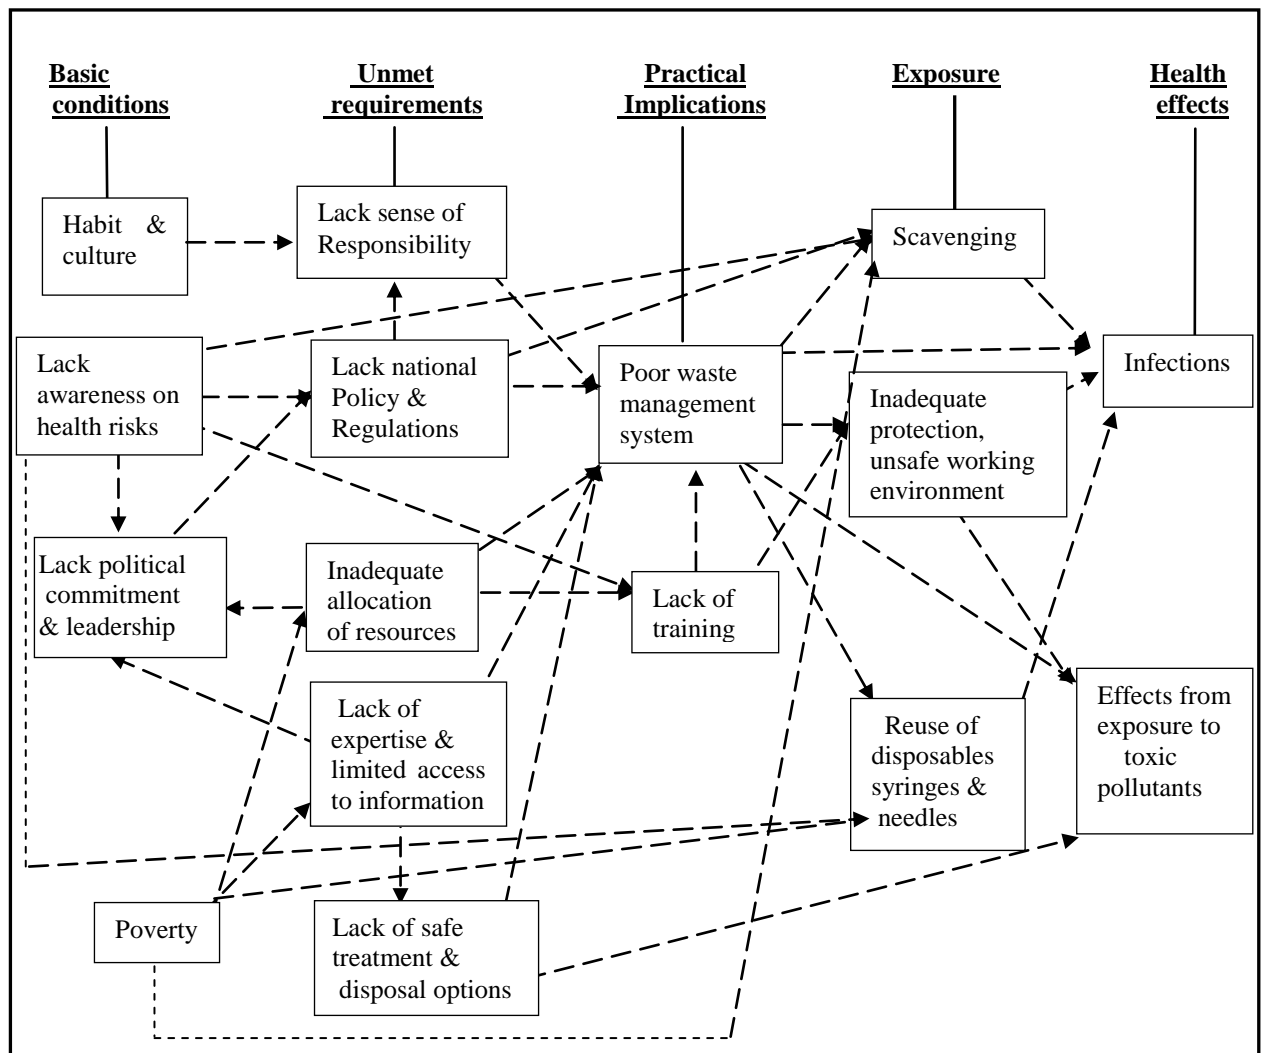 Basic
conditions
Unmet
requirements
Practical
Implications
Exposure
Health
effects
Habit &
culture
Lack sense of
Responsibility
Scavenging
Lack
awareness on
health risks
Lack national
Policy &
Regulations
Poor waste
management
system
Inadequate
protection,
unsafe working
environment
Infections
Lack political
commitment
& leadership
Inadequate
allocation
of resources
Lack of
training
Lack of
expertise &
limited access
to information
Reuse of
disposables
syringes &
needles
Effects from
exposure to
toxic
pollutants
Poverty
Lack of safe
treatment &
disposal options